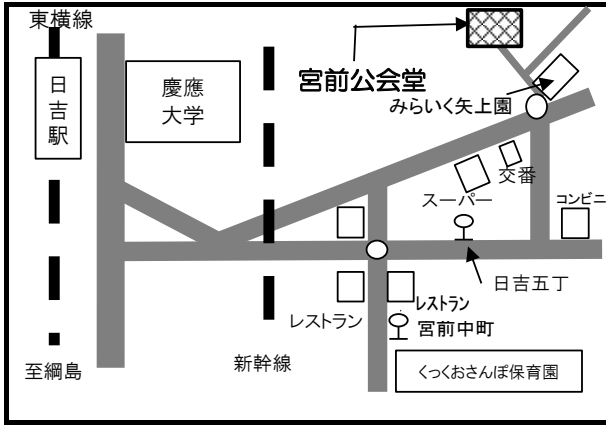 東横線
日吉駅
慶應
大学
宮前公会堂
みらいく矢上園
交番
スーパー
コンビニ
日吉五丁
レストラン
レストラン
宮前中町
新幹線
至綱島
くっくおさんぽ保育園